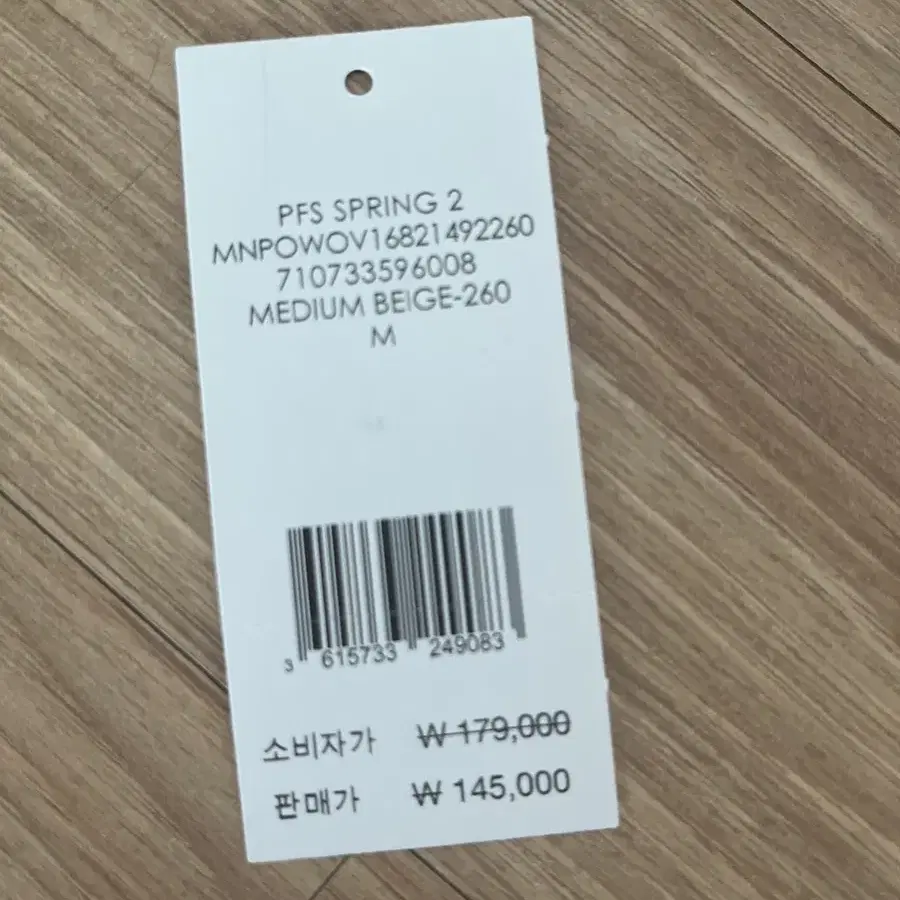 PFS SPRING 2
MNPOWOV16821492260
710733596008
MEDIUM BEIGE-260
M
3 615733 249083
소비자가 ₩ 179,000
판매가 ₩ 145,000